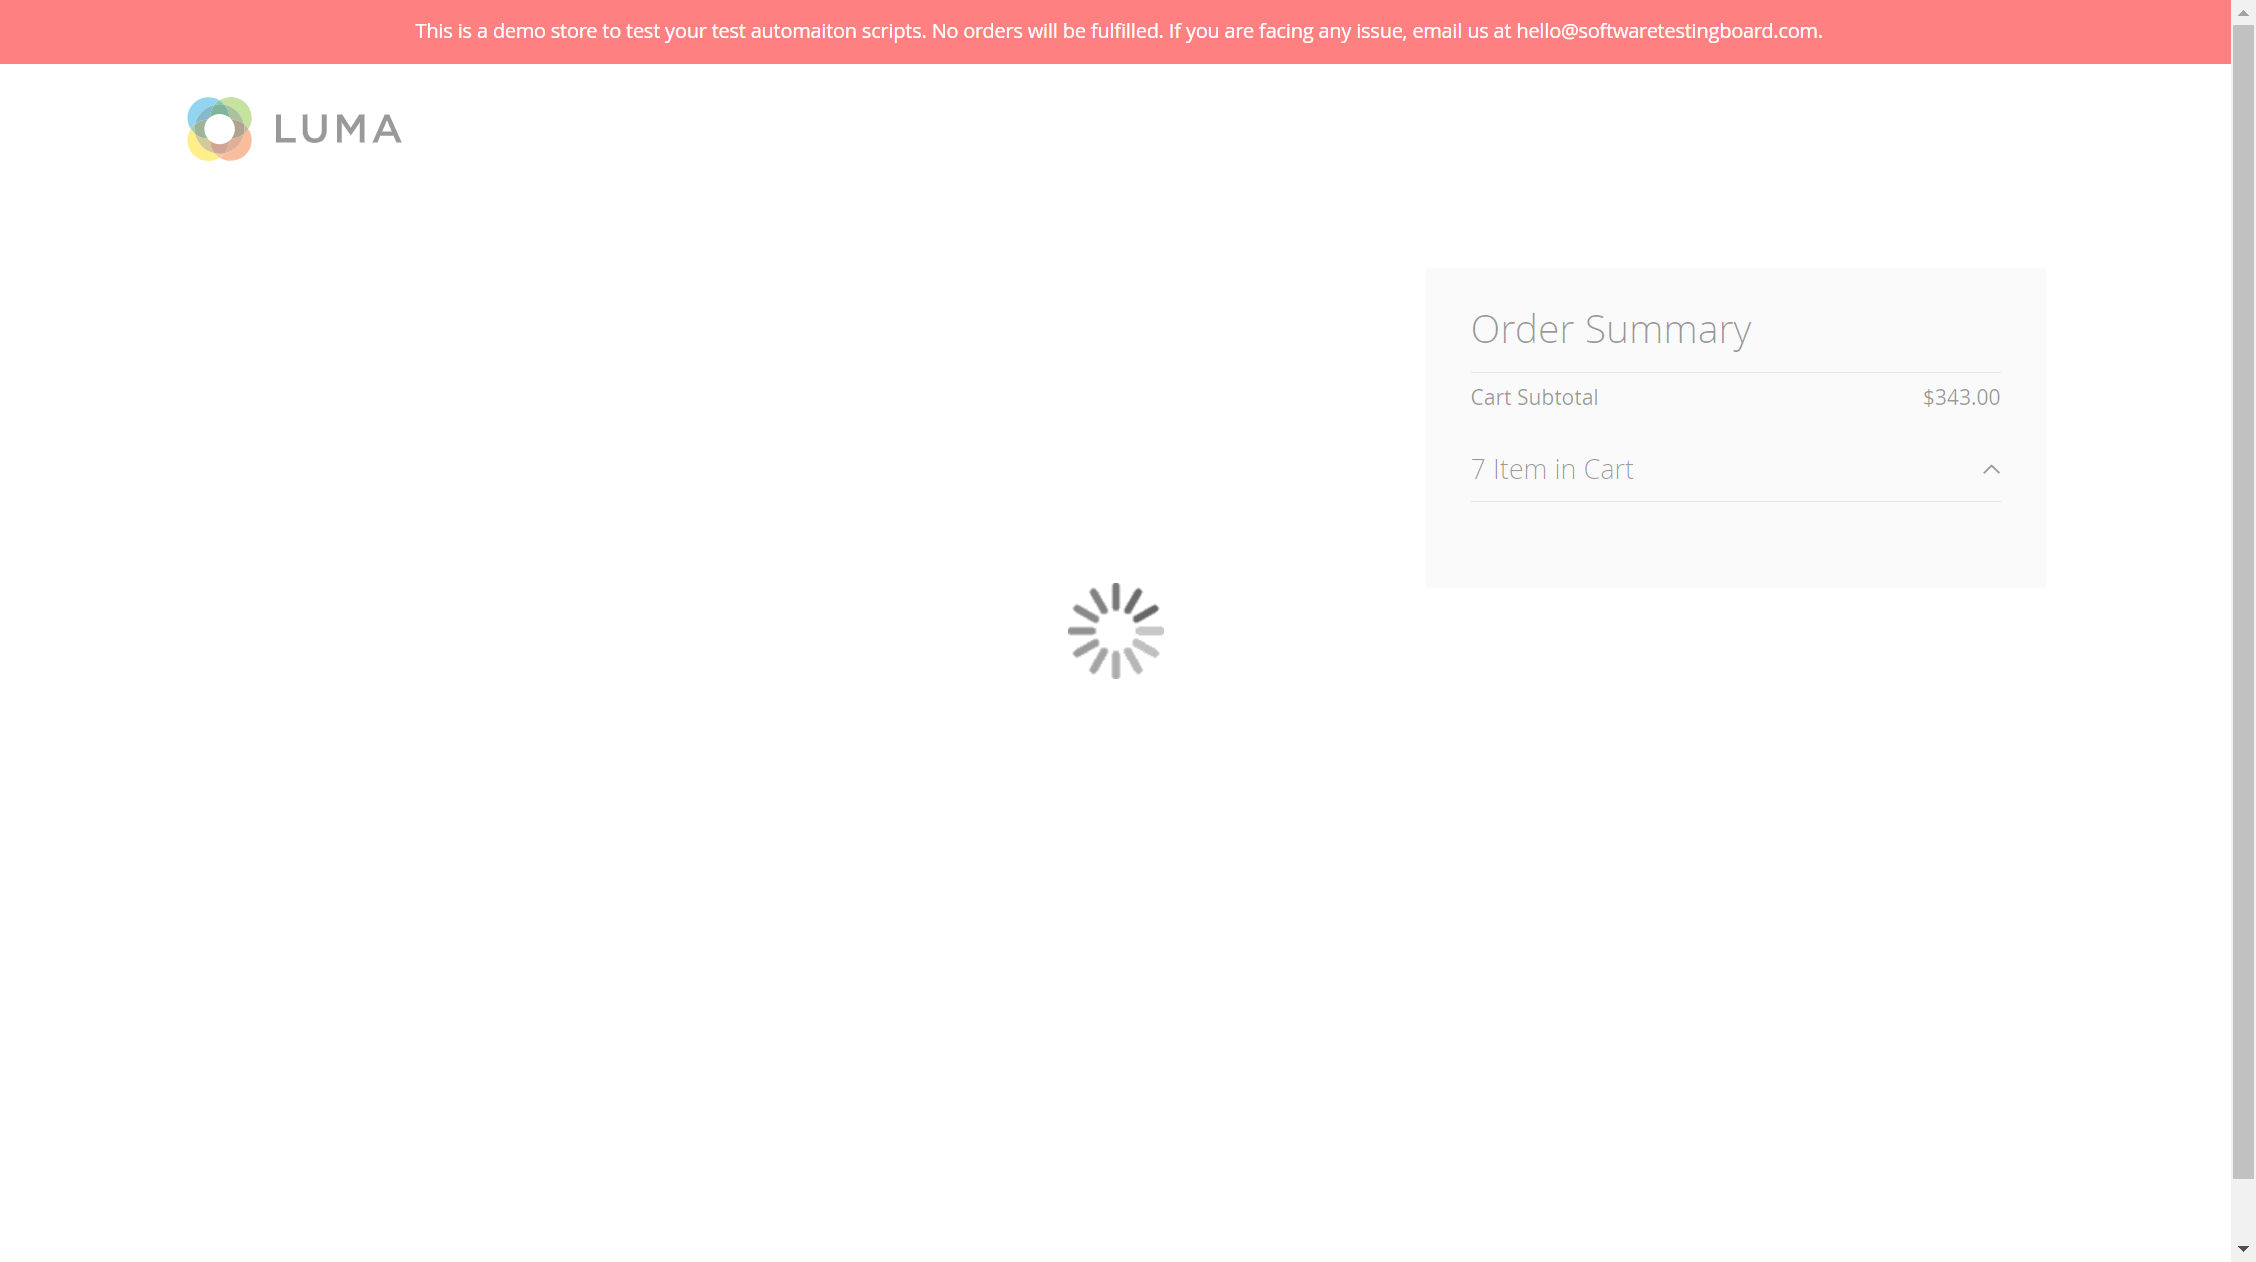 This is a demo store to test your test automaiton scripts. No orders will be fulfilled. If you are facing any issue, email us at hello@softwaretestingboard.com.
LUMA
Order Summary
Cart Subtotal $343.00
7 Item in Cart